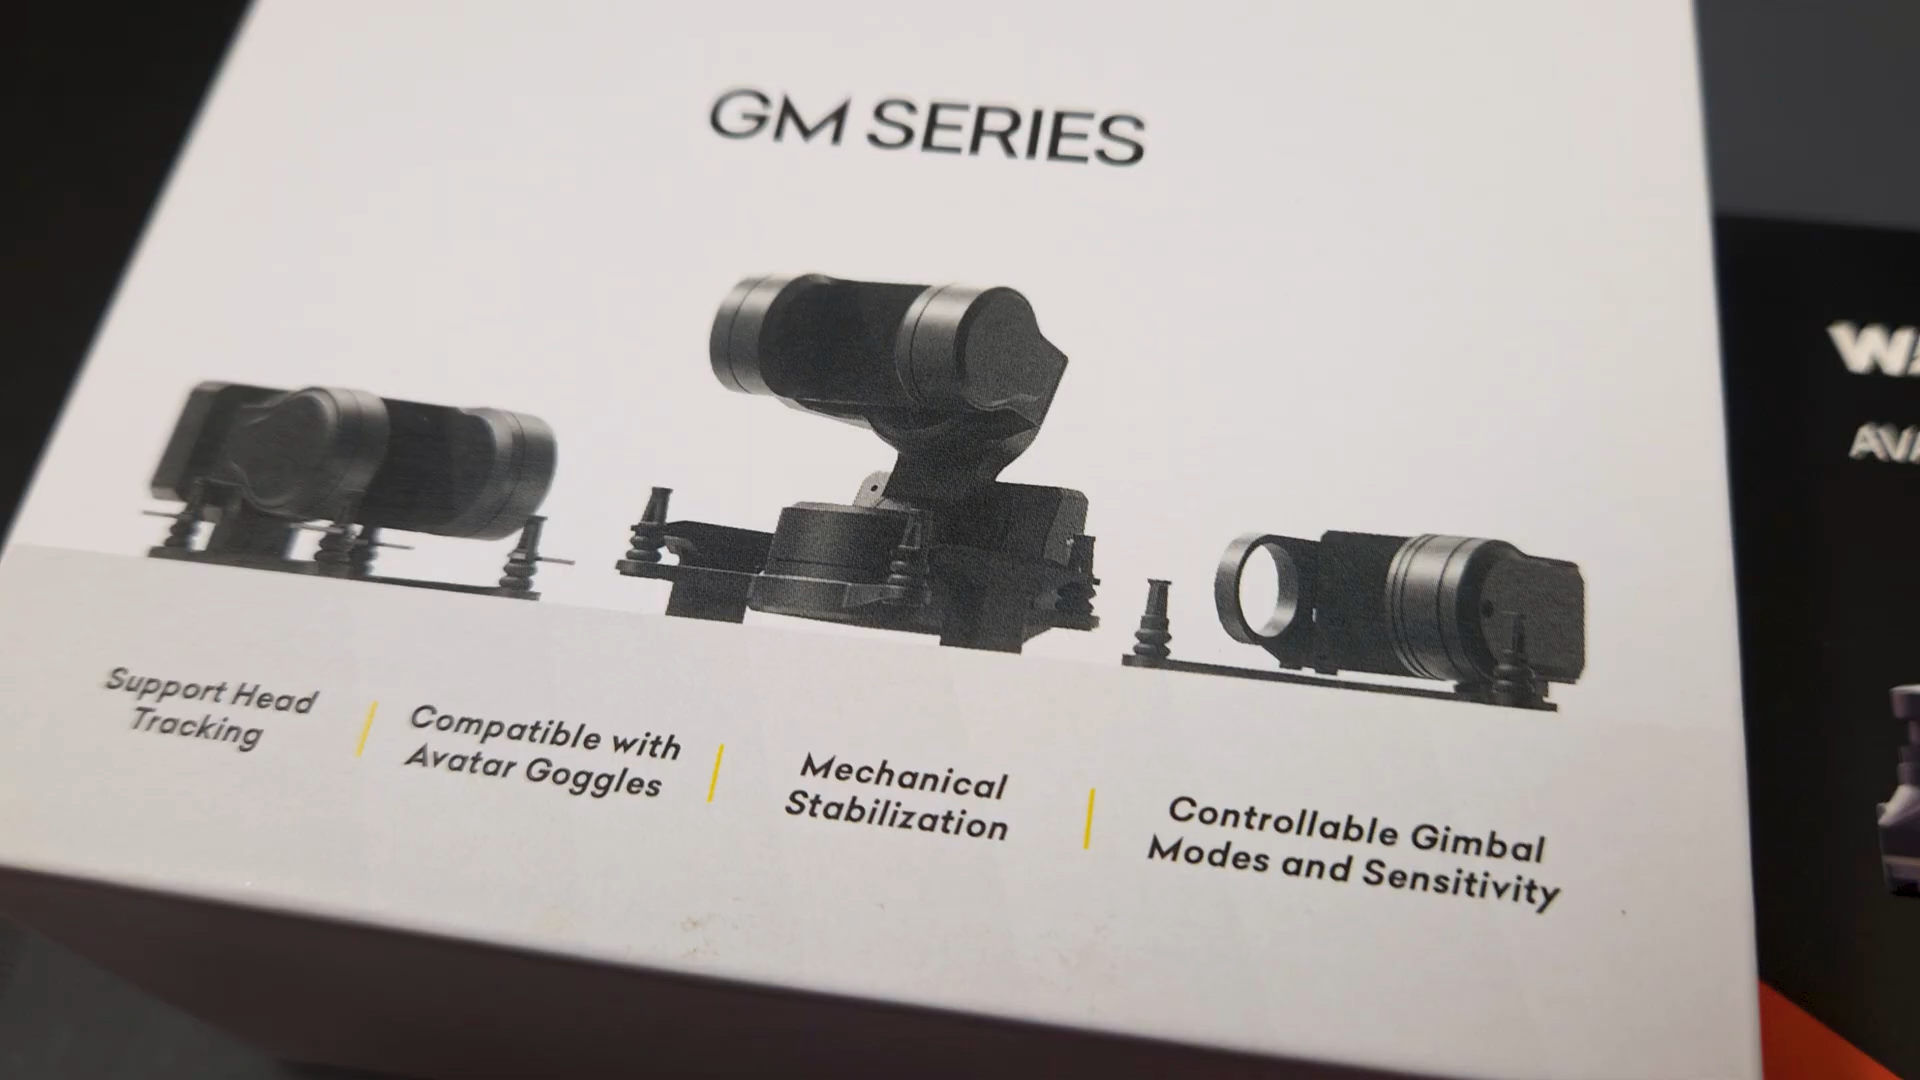 GM SERIES
Support Head
Tracking
Compatible with
Avatar Goggles
Mechanical
Stabilization
Controllable Gimbal
Modes and Sensitivity